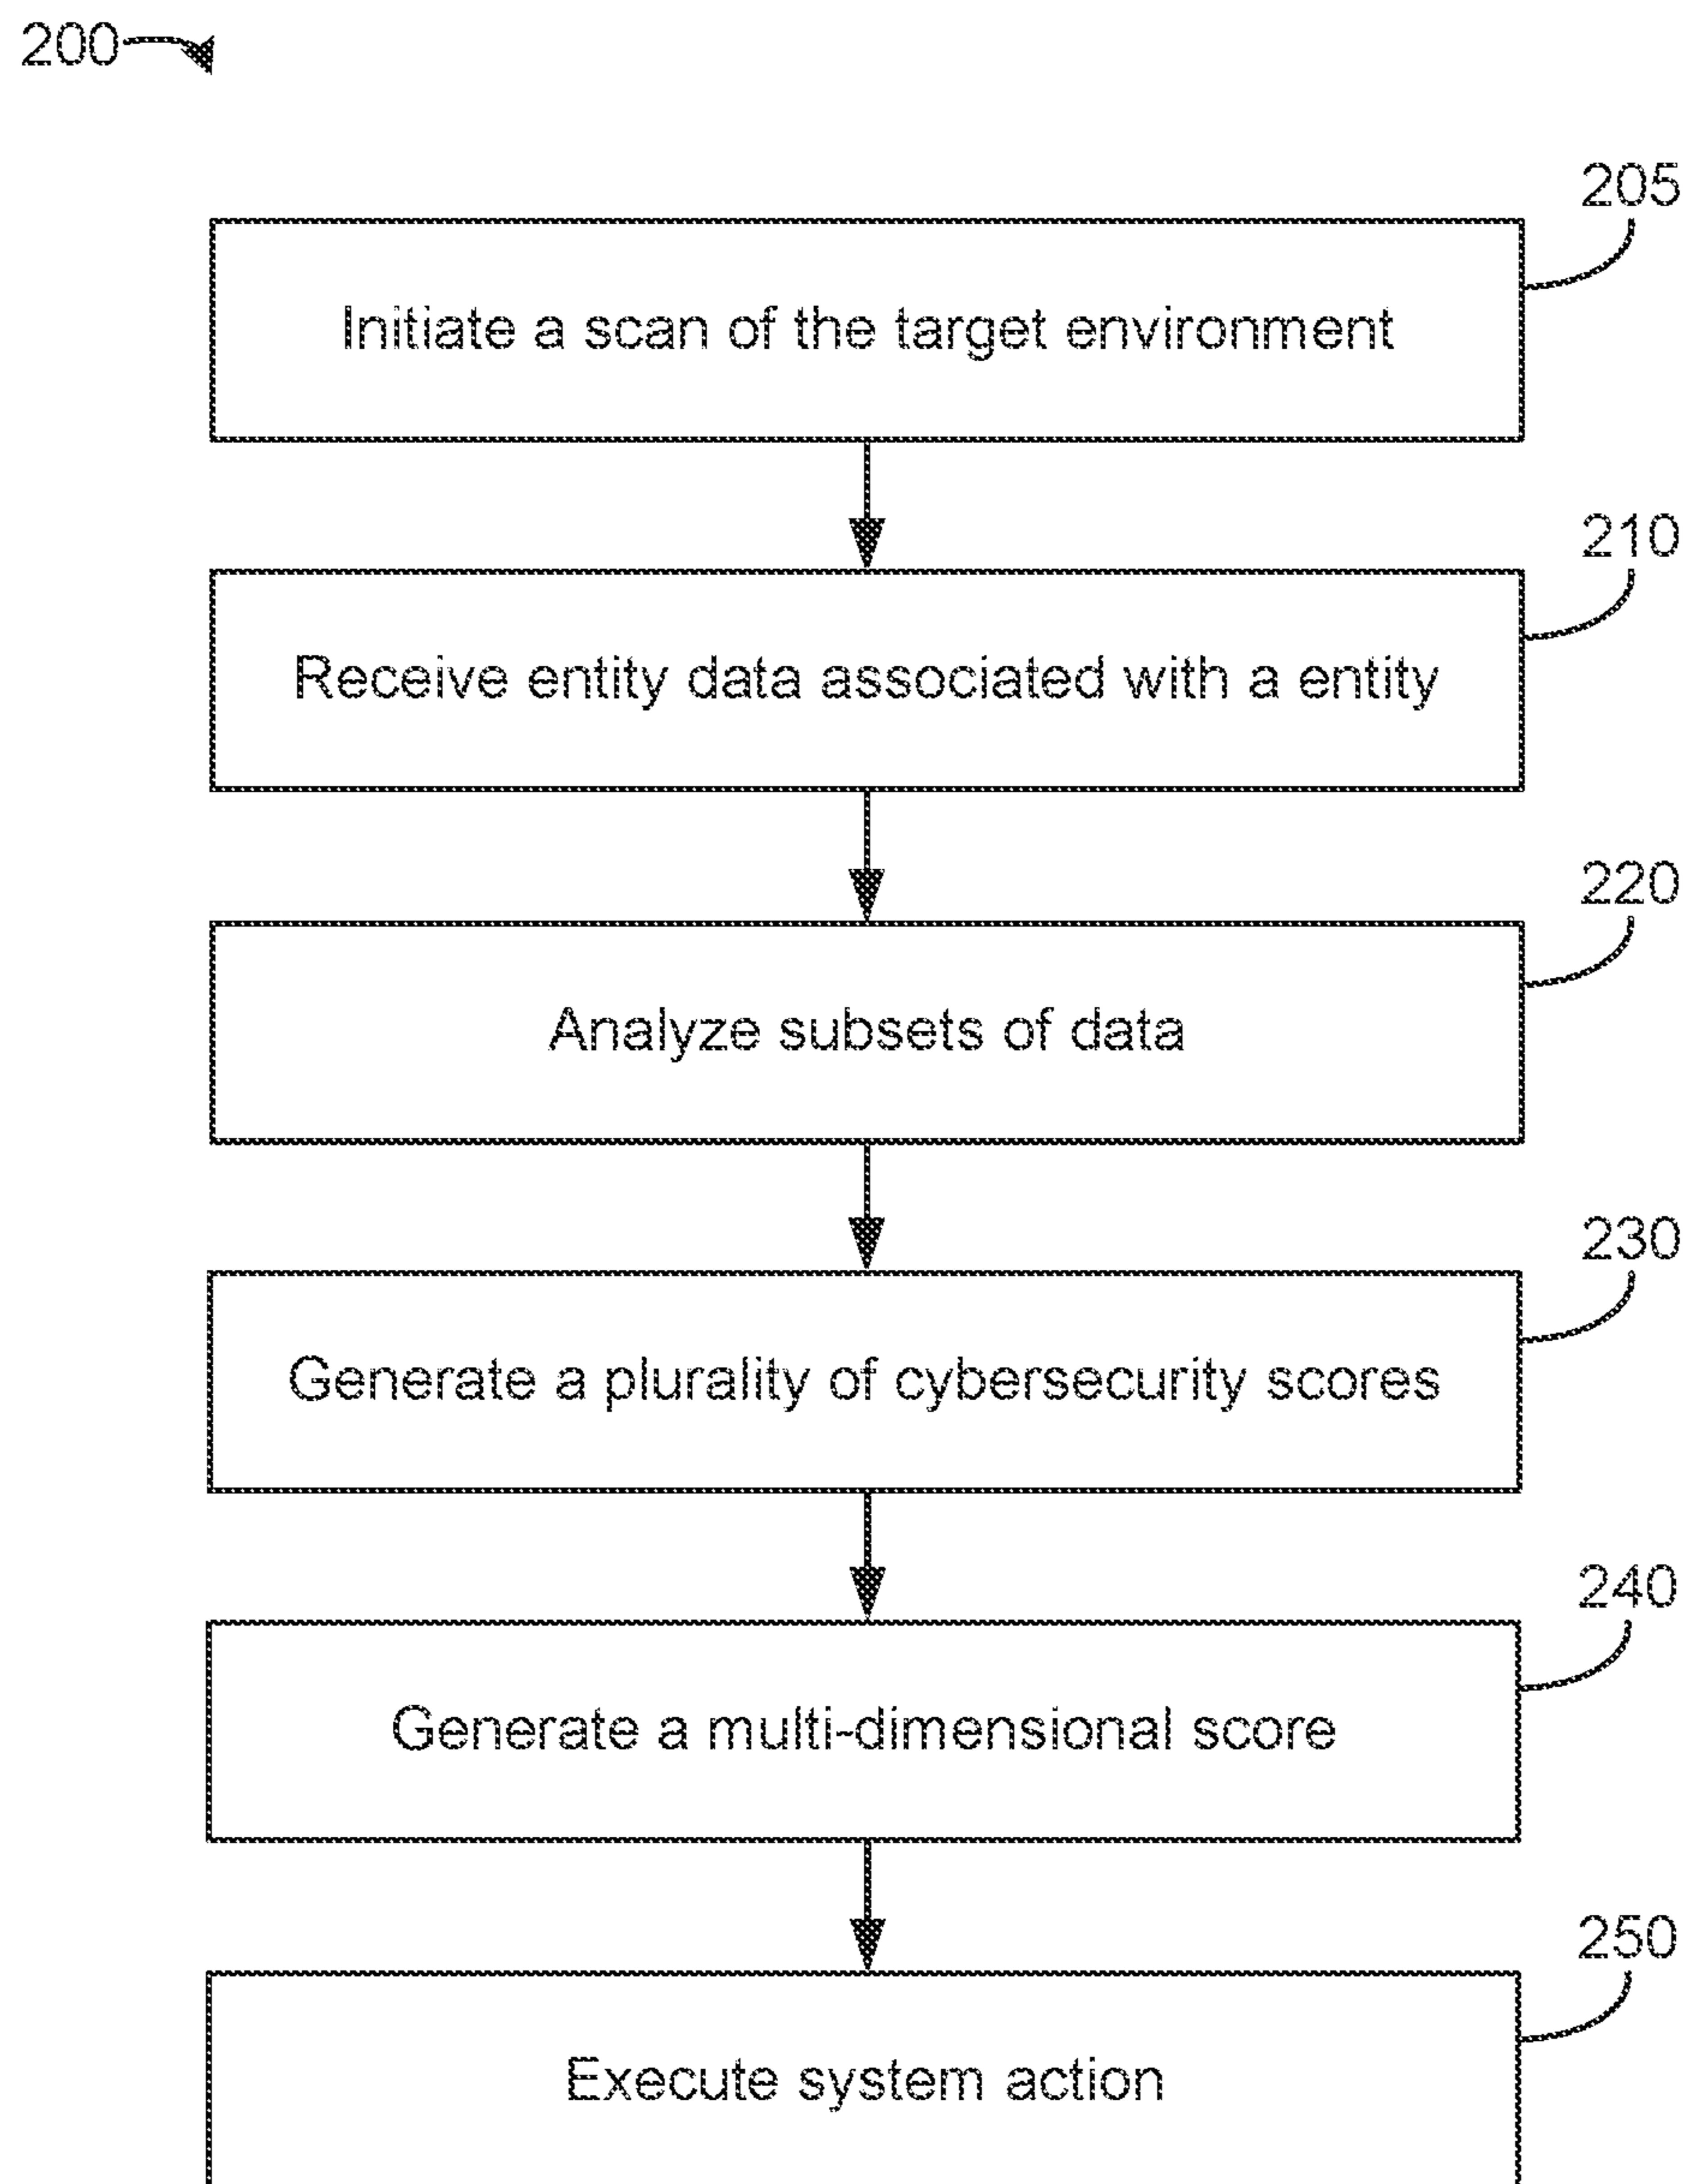 200
205
Initiate a scan of the target environment
210
Receive entity data associated with a entity
220
Analyze subsets of data
230
Generate a plurality of cybersecurity scores
240
Generate a multi-dimensional score
250
Execute system action